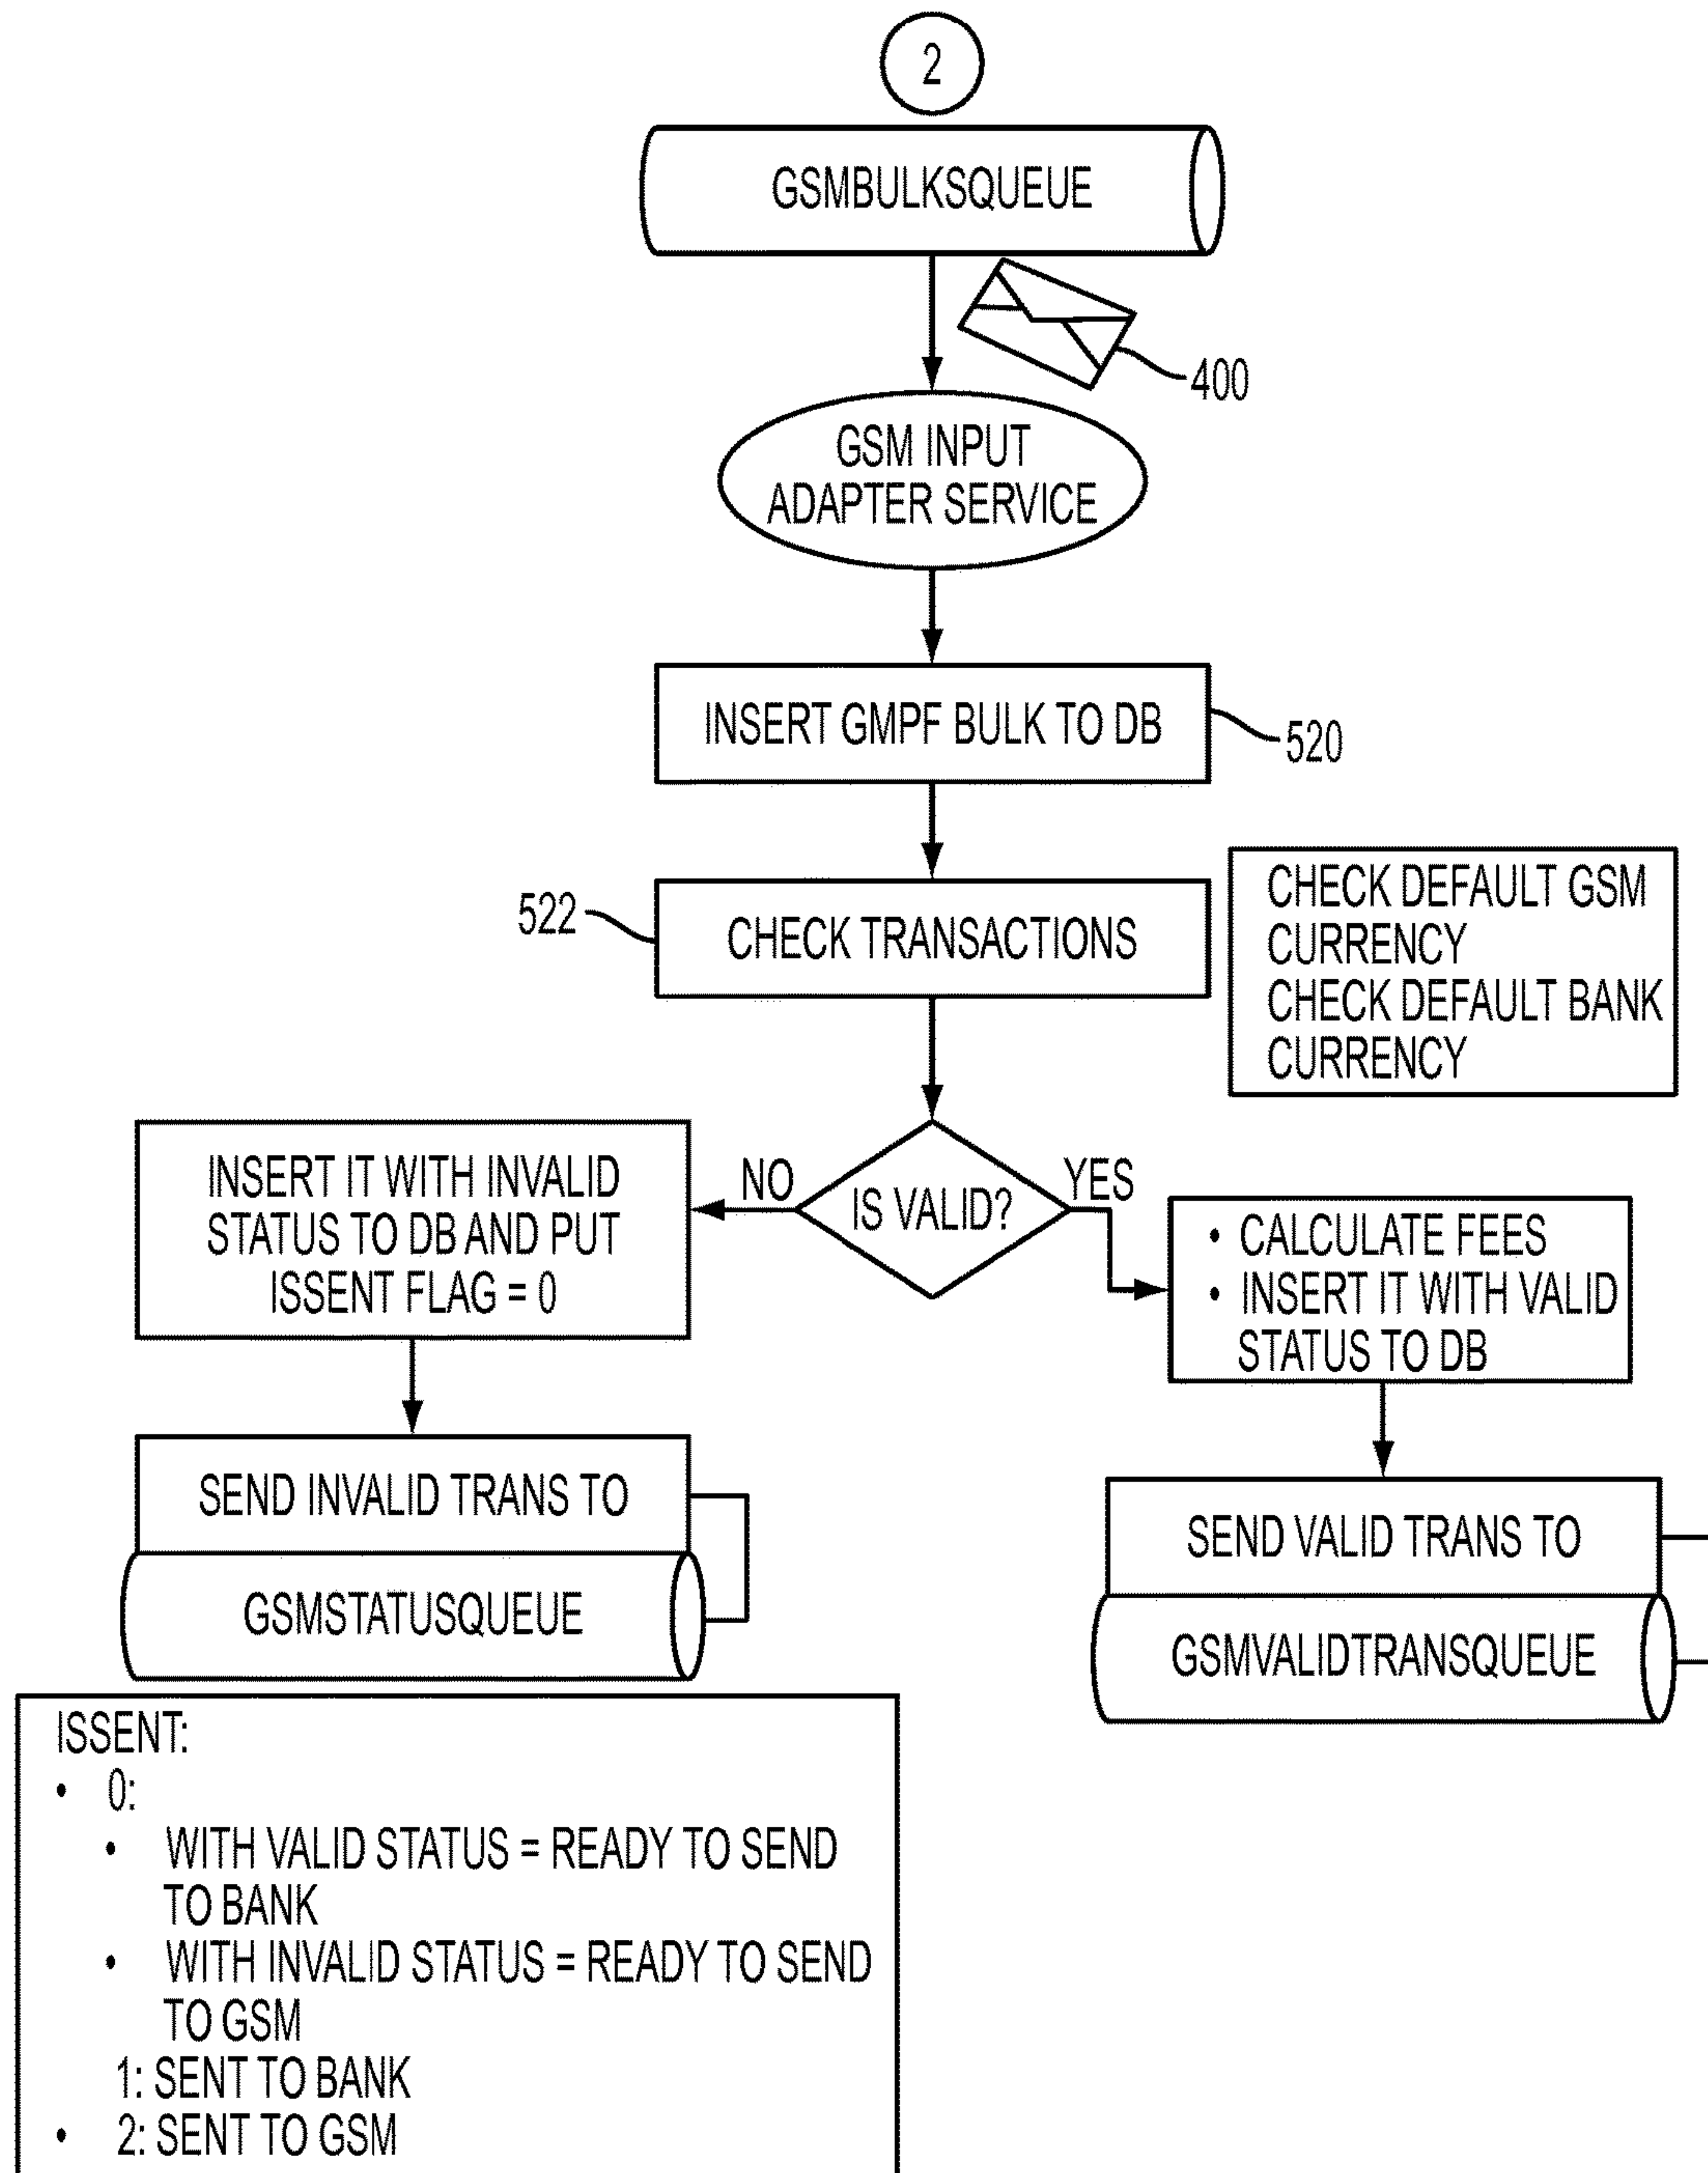 2
GSMBULKSQUEUE
400
GSM INPUT
ADAPTER SERVICE
INSERT GMPF BULK TO DB
520
522
CHECK TRANSACTIONS
CHECK DEFAULT GSM
CURRENCY
CHECK DEFAULT BANK
CURRENCY
INSERT IT WITH INVALID
STATUS TO DB AND PUT
ISSENT FLAG = 0
NO
IS VALID?
YES
• CALCULATE FEES
• INSERT IT WITH VALID
STATUS TO DB
SEND INVALID TRANS TO
GSMSTATUSQUEUE
SEND VALID TRANS TO
GSMVALIDTRANSQUEUE
ISSENT:
• 0:
• WITH VALID STATUS = READY TO SEND
TO BANK
• WITH INVALID STATUS = READY TO SEND
TO GSM
1: SENT TO BANK
• 2: SENT TO GSM